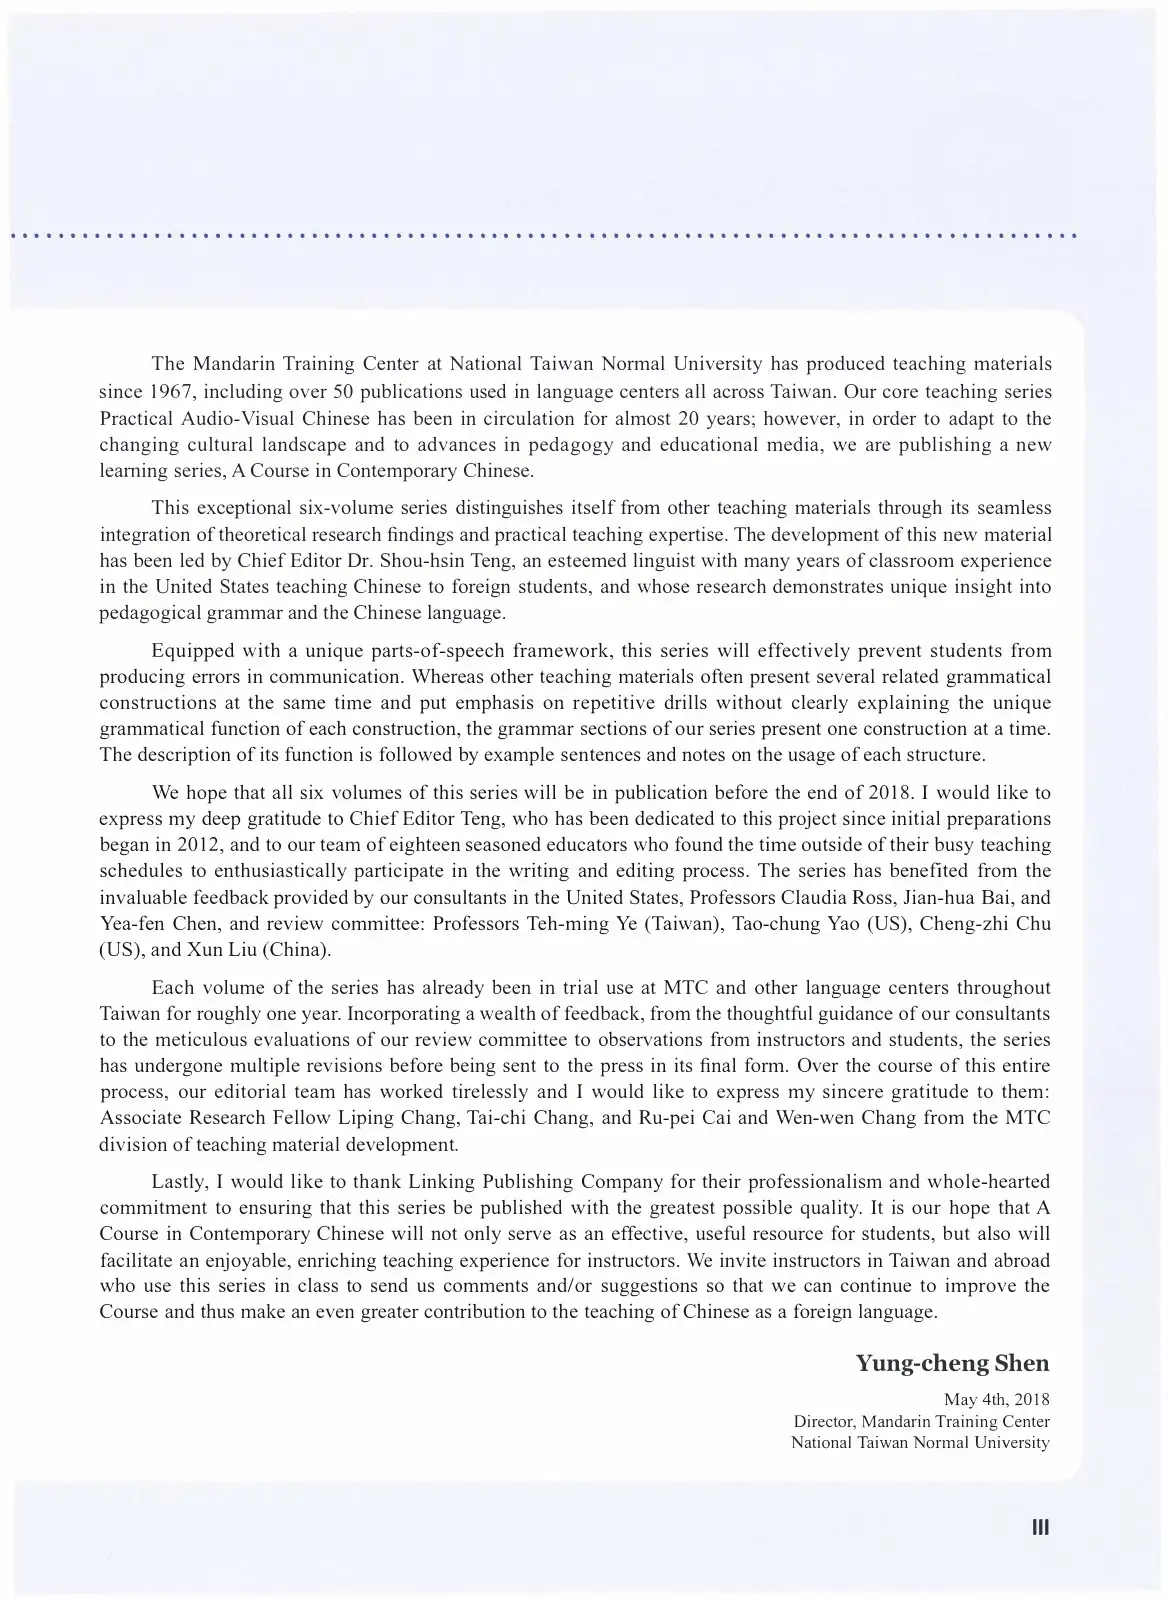 The Mandarin Training Center at National Taiwan Normal University has produced teaching materials
since 1967, including over 50 publications used in language centers all across Taiwan. Our core teaching series
Practical Audio-Visual Chinese has been in circulation for almost 20 years; however, in order to adapt to the
changing cultural landscape and to advances in pedagogy and educational media, we are publishing a new
learning series, A Course in Contemporary Chinese.
This exceptional six-volume series distinguishes itself from other teaching materials through its seamless
integration of theoretical research findings and practical teaching expertise. The development of this new material
has been led by Chief Editor Dr. Shou-hsin Teng, an esteemed linguist with many years of classroom experience
in the United States teaching Chinese to foreign students, and whose research demonstrates unique insight into
pedagogical grammar and the Chinese language.
Equipped with a unique parts-of-speech framework, this series will effectively prevent students from
producing errors in communication. Whereas other teaching materials often present several related grammatical
constructions at the same time and put emphasis on repetitive drills without clearly explaining the unique
grammatical function of each construction, the grammar sections of our series present one construction at a time.
The description of its function is followed by example sentences and notes on the usage of each structure.
We hope that all six volumes of this series will be in publication before the end of 2018. I would like to
express my deep gratitude to Chief Editor Teng, who has been dedicated to this project since initial preparations
began in 2012, and to our team of eighteen seasoned educators who found the time outside of their busy teaching
schedules to enthusiastically participate in the writing and editing process. The series has benefited from the
invaluable feedback provided by our consultants in the United States, Professors Claudia Ross, Jian-hua Bai, and
Yea-fen Chen, and review committee: Professors Teh-ming Ye (Taiwan), Tao-chung Yao (US), Cheng-zhi Chu
(US), and Xun Liu (China).
Each volume of the series has already been in trial use at MTC and other language centers throughout
Taiwan for roughly one year. Incorporating a wealth of feedback, from the thoughtful guidance of our consultants
to the meticulous evaluations of our review committee to observations from instructors and students, the series
has undergone multiple revisions before being sent to the press in its final form. Over the course of this entire
process, our editorial team has worked tirelessly and I would like to express my sincere gratitude to them:
Associate Research Fellow Liping Chang, Tai-chi Chang, and Ru-pei Cai and Wen-wen Chang from the MTC
division of teaching material development.
Lastly, I would like to thank Linking Publishing Company for their professionalism and whole-hearted
commitment to ensuring that this series be published with the greatest possible quality. It is our hope that A
Course in Contemporary Chinese will not only serve as an effective, useful resource for students, but also will
facilitate an enjoyable, enriching teaching experience for instructors. We invite instructors in Taiwan and abroad
who use this series in class to send us comments and/or suggestions so that we can continue to improve the
Course and thus make an even greater contribution to the teaching of Chinese as a foreign language.
Yung-cheng Shen
May 4th, 2018
Director, Mandarin Training Center
National Taiwan Normal University
III